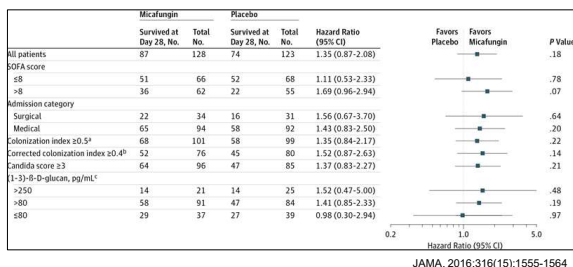 Micafungin Placebo
Survived at Day 28, No. Total No. Survived at Day 28, No. Total No. Hazard Ratio (95% CI) Favors Placebo Favors Micafungin P Value
All patients 87 128 74 123 1.35 (0.87-2.08) .18
SOFA score
≤8 51 66 52 68 1.11 (0.53-2.33) .78
>8 36 62 22 55 1.69 (0.96-2.94) .07
Admission category
Surgical 22 34 16 31 1.56 (0.67-3.70) .64
Medical 65 94 58 92 1.43 (0.83-2.50) .20
Colonization index ≥0.5ᵃ 68 101 58 99 1.35 (0.84-2.17) .22
Corrected colonization index ≥0.4ᵇ 52 76 45 80 1.52 (0.87-2.63) .14
Candida score ≥3 64 96 47 85 1.37 (0.83-2.27) .21
(1-3)-ß-D-glucan, pg/mLᶜ
>250 14 21 14 25 1.52 (0.47-5.00) .48
>80 58 91 47 84 1.41 (0.85-2.33) .19
≤80 29 37 27 39 0.98 (0.30-2.94) .97
0.2 1.0 5.0
Hazard Ratio (95% CI)
JAMA. 2016;316(15):1555-1564